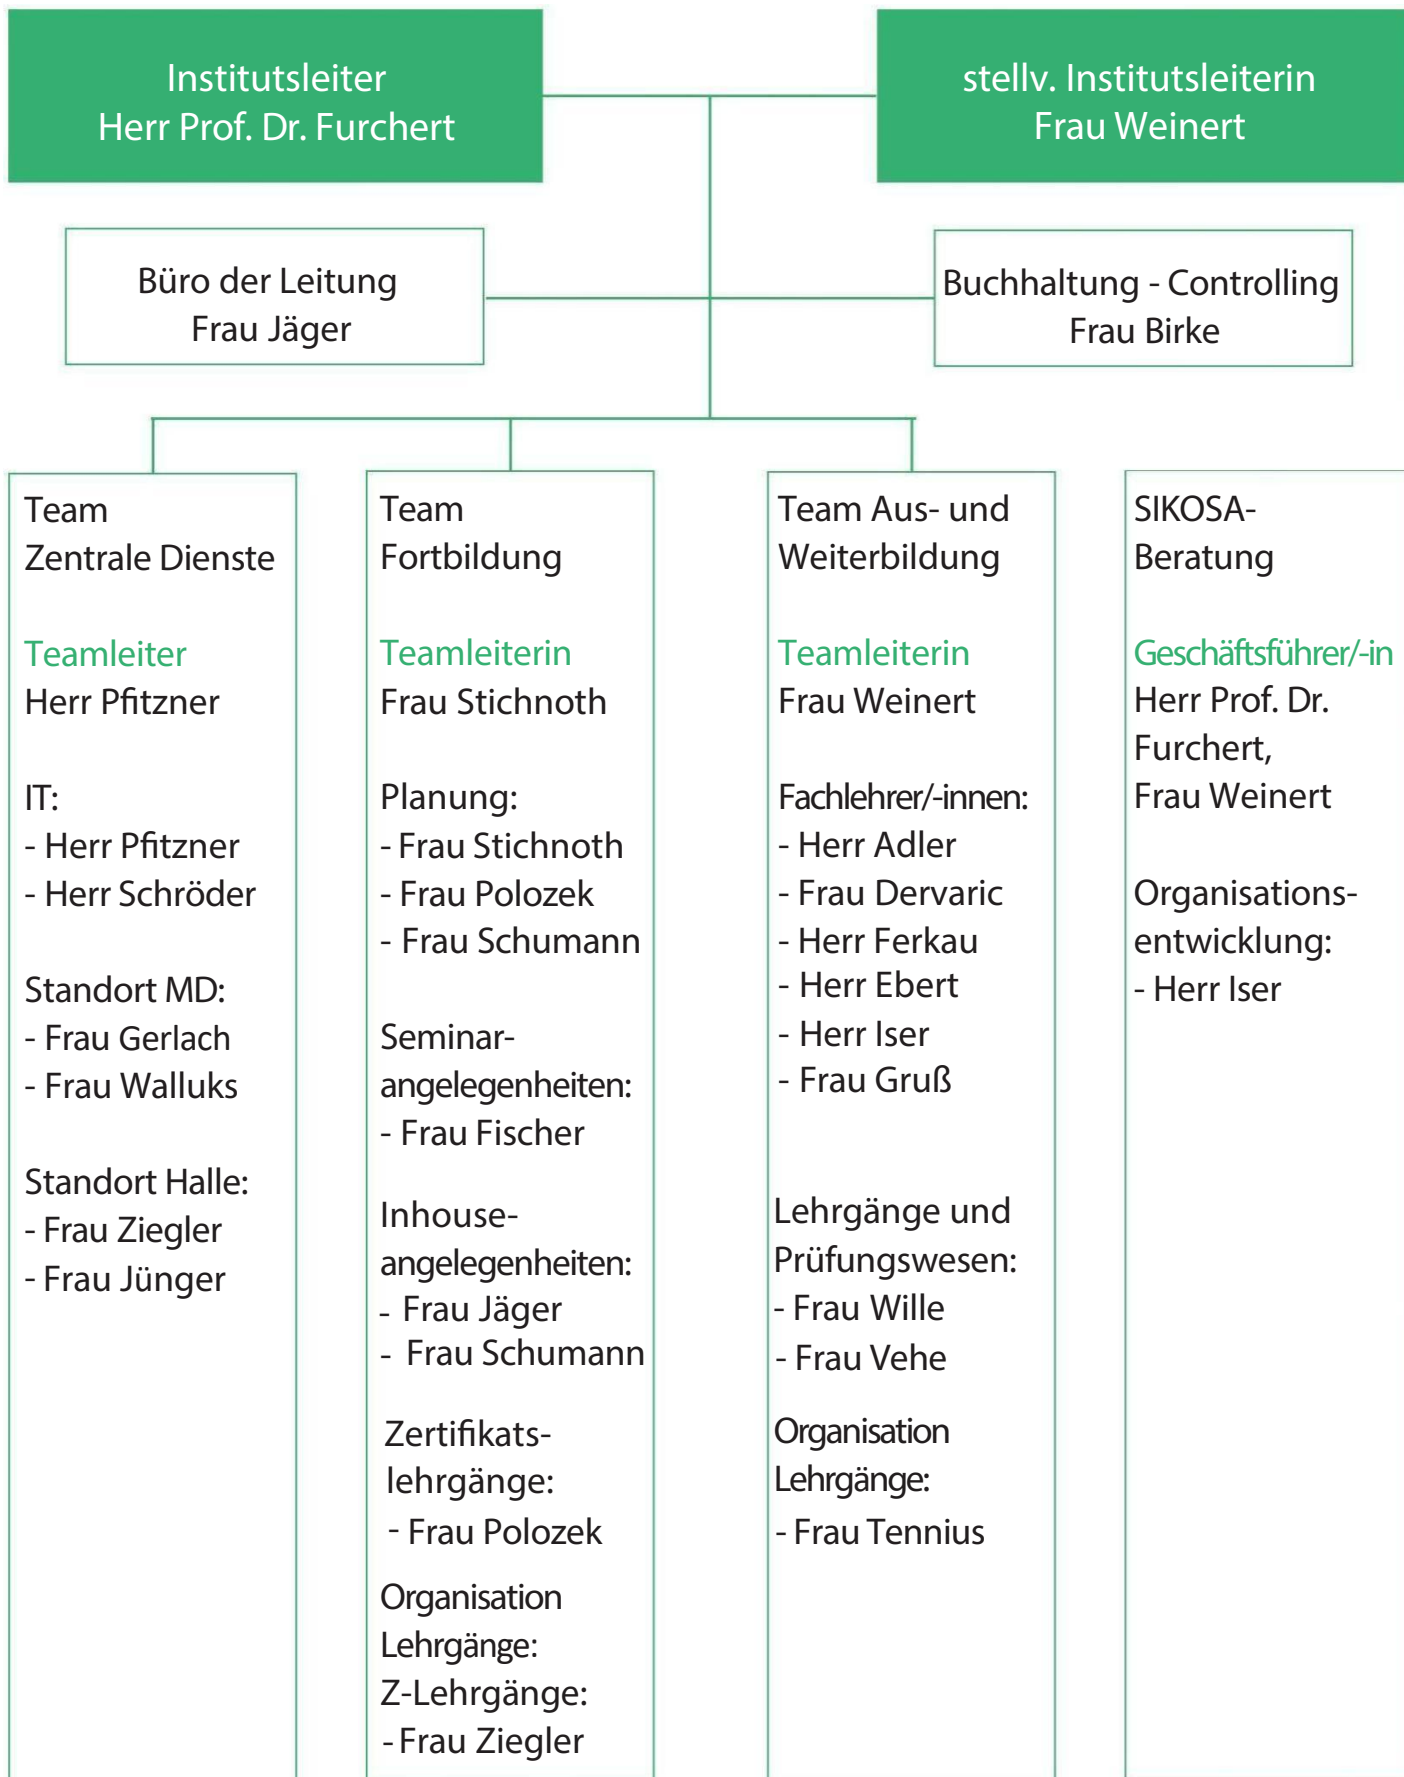 Institutsleiter
Herr Prof. Dr. Furchert
stellv. Institutsleiterin
Frau Weinert
Büro der Leitung
Frau Jäger
Buchhaltung - Controlling
Frau Birke
Team
Zentrale Dienste
Teamleiter
Herr Pfitzner
IT:
- Herr Pfitzner
- Herr Schröder
Standort MD:
- Frau Gerlach
- Frau Walluks
Standort Halle:
- Frau Ziegler
- Frau Jünger
Team
Fortbildung
Teamleiterin
Frau Stichnoth
Planung:
- Frau Stichnoth
- Frau Polozek
- Frau Schumann
Seminar-
angelegenheiten:
- Frau Fischer
Inhouse-
angelegenheiten:
- Frau Jäger
- Frau Schumann
Zertifikats-
lehrgänge:
- Frau Polozek
Organisation
Lehrgänge:
Z-Lehrgänge:
- Frau Ziegler
Team Aus- und
Weiterbildung
Teamleiterin
Frau Weinert
Fachlehrer/-innen:
- Herr Adler
- Frau Dervaric
- Herr Ferkau
- Herr Ebert
- Herr Iser
- Frau Gruß
Lehrgänge und
Prüfungswesen:
- Frau Wille
- Frau Vehe
Organisation
Lehrgänge:
- Frau Tennius
SIKOSA-
Beratung
Geschäftsführer/-in
Herr Prof. Dr.
Furchert,
Frau Weinert
Organisations-
entwicklung:
- Herr Iser